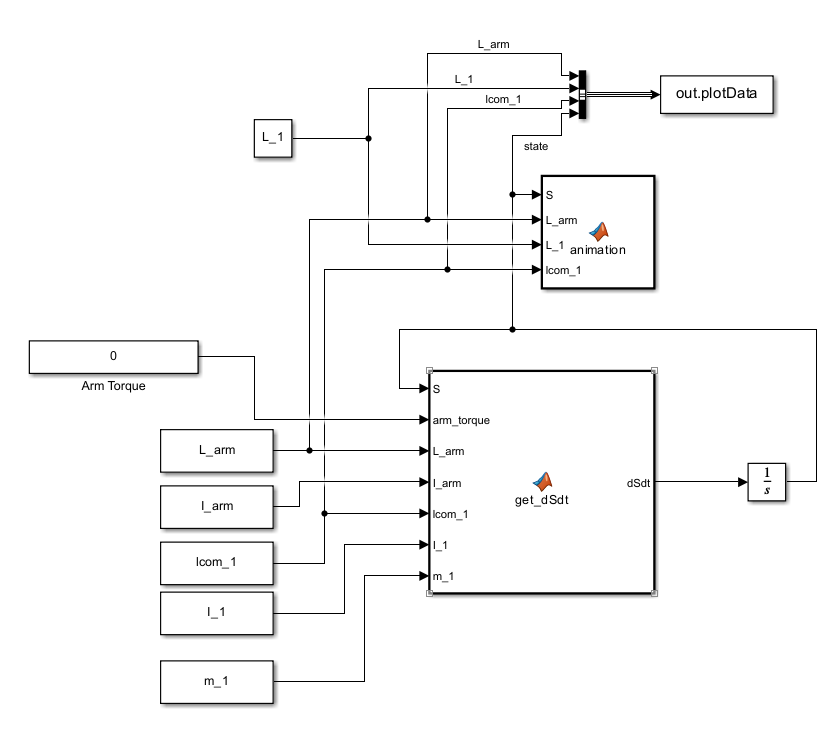 L_arm
L_1
lcom_1
out.plotData
L_1
state
S
L_arm
L_1
lcom_1
animation
0
Arm Torque
S
arm_torque
L_arm
I_arm
lcom_1
I_1
m_1
get_dSdt
dSdt
1
s
L_arm
I_arm
lcom_1
I_1
m_1